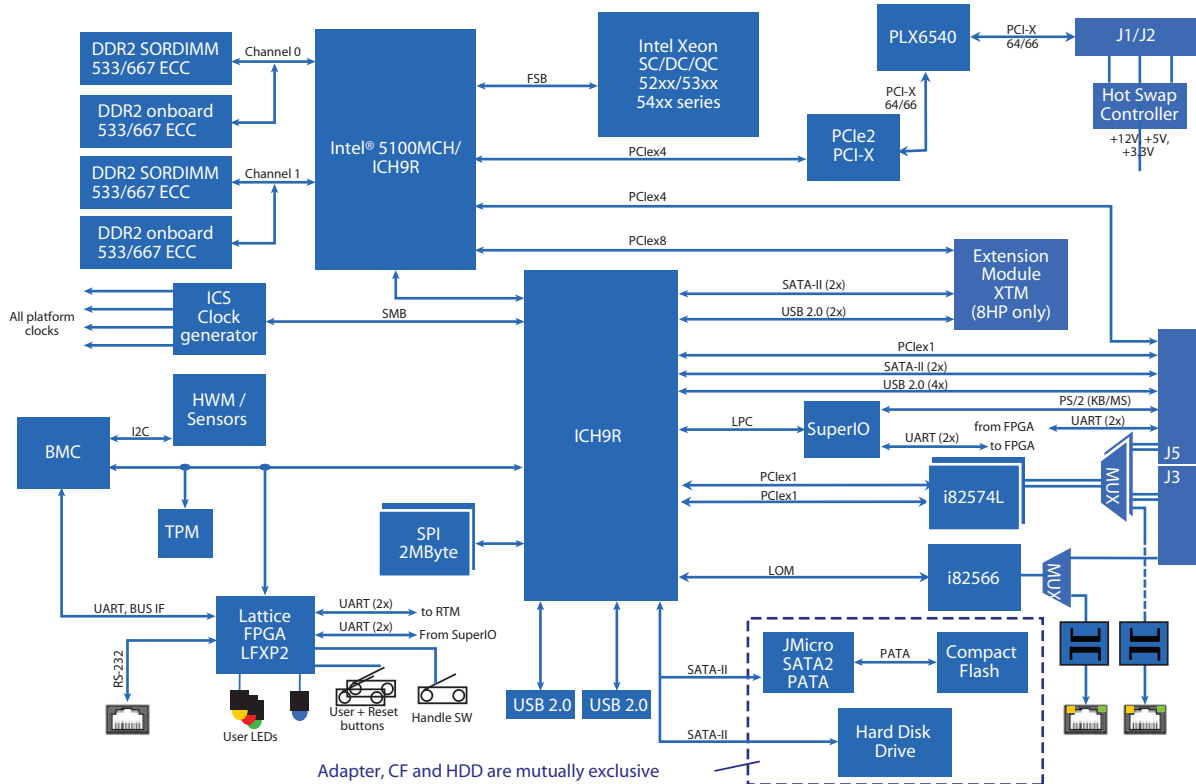 DDR2 SORDIMM
533/667 ECC
Channel 0
DDR2 onboard
533/667 ECC
DDR2 SORDIMM
533/667 ECC
Channel 1
DDR2 onboard
533/667 ECC
Intel® 5100MCH/
ICH9R
FSB
Intel Xeon
SC/DC/QC
52xx/53xx
54xx series
PLX6540
PCI-X
64/66
J1/J2
PCI-X
64/66
Hot Swap
Controller
+12V, +5V,
+3.3V
PCIex4
PCIe2
PCI-X
PCIex4
PCIex8
Extension
Module
XTM
(8HP only)
SATA-II (2x)
USB 2.0 (2x)
All platform
clocks
ICS
Clock
generator
SMB
ICH9R
PCIex1
SATA-II (2x)
USB 2.0 (4x)
PS/2 (KB/MS)
LPC
SuperIO
from FPGA
UART (2x)
UART (2x)
to FPGA
J5
J3
HWM /
Sensors
BMC
I2C
TPM
SPI
2MByte
PCIex1
PCIex1
i82574L
MUX
LOM
i82566
MUX
UART, BUS IF
Lattice
FPGA
LFXP2
UART (2x)
to RTM
UART (2x)
From SuperIO
RS-232
User LEDs
User + Reset
buttons
Handle SW
USB 2.0
USB 2.0
SATA-II
JMicro
SATA2
PATA
PATA
Compact
Flash
SATA-II
Hard Disk
Drive
Adapter, CF and HDD are mutually exclusive